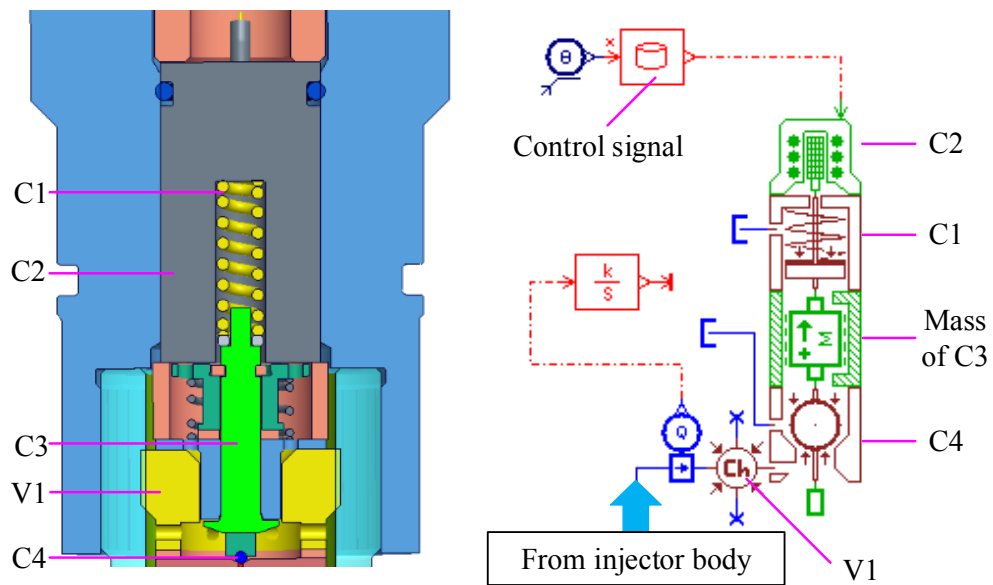 C1
C2
C3
V1
C4
θ
x
Control signal
C2
C1
k
S
M
Mass
of C3
Q
Ch
C4
From injector body
V1